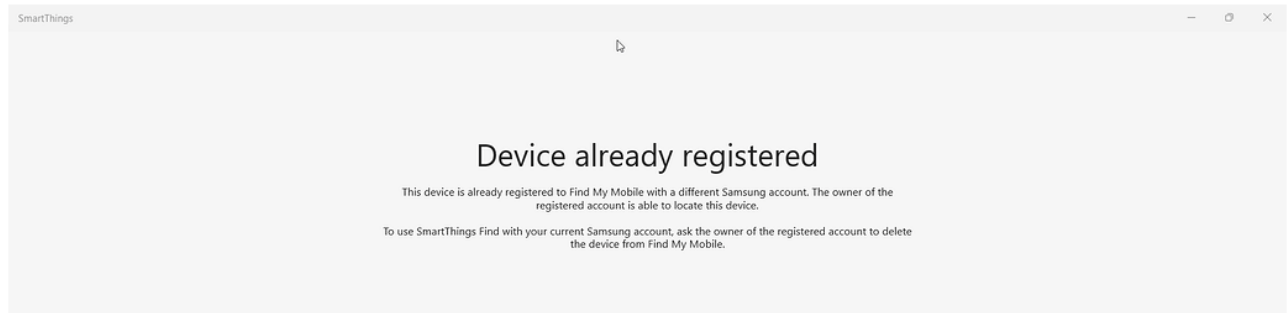 SmartThings
Device already registered
This device is already registered to Find My Mobile with a different Samsung account. The owner of the
registered account is able to locate this device.
To use SmartThings Find with your current Samsung account, ask the owner of the registered account to delete
the device from Find My Mobile.